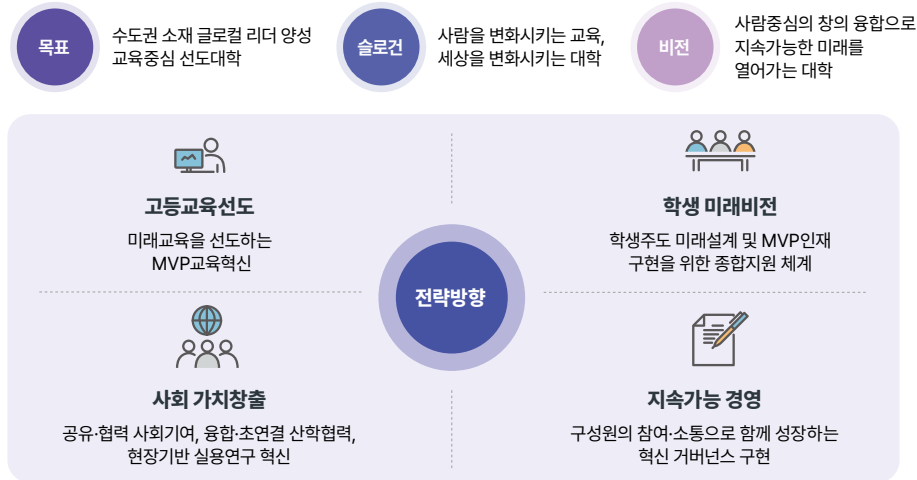 목표
수도권 소재 글로컬 리더 양성
교육중심 선도대학
슬로건
사람을 변화시키는 교육,
세상을 변화시키는 대학
비전
사람중심의 창의 융합으로
지속가능한 미래를
열어가는 대학
고등교육선도
미래교육을 선도하는
MVP교육혁신
학생 미래비전
학생주도 미래설계 및 MVP인재
구현을 위한 종합지원 체계
전략방향
사회 가치창출
공유·협력 사회기여, 융합·초연결 산학협력,
현장기반 실용연구 혁신
지속가능 경영
구성원의 참여·소통으로 함께 성장하는
혁신 거버넌스 구현